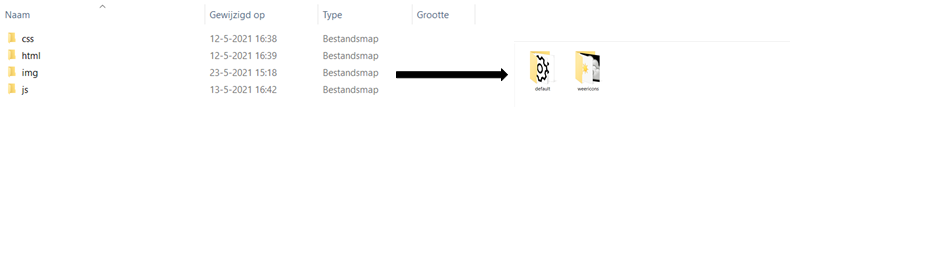 Naam Gewijzigd op Type Grootte
css 12-5-2021 16:38 Bestandsmap
html 12-5-2021 16:39 Bestandsmap
img 23-5-2021 15:18 Bestandsmap
js 13-5-2021 16:42 Bestandsmap
default weericons